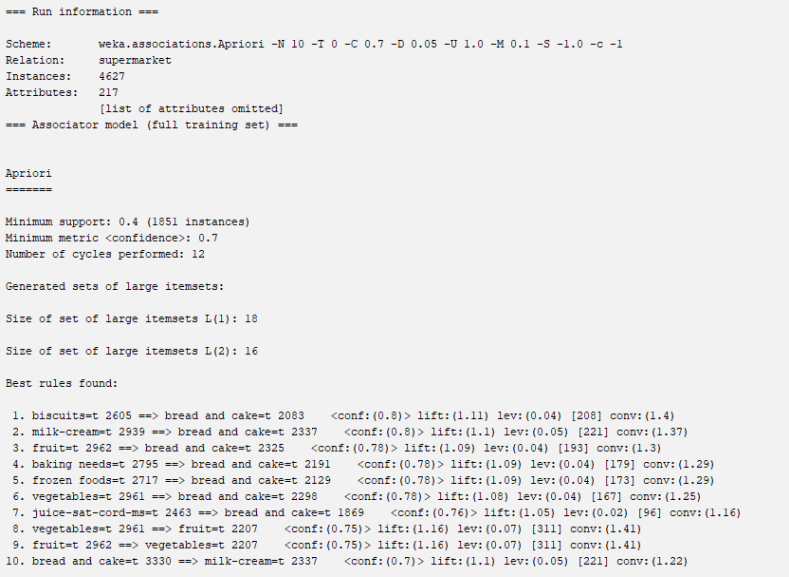 === Run information ===
Scheme: weka.associations.Apriori -N 10 -T 0 -C 0.7 -D 0.05 -U 1.0 -M 0.1 -S -1.0 -c -1
Relation: supermarket
Instances: 4627
Attributes: 217
[list of attributes omitted]
=== Associator model (full training set) ===
Apriori
=======
Minimum support: 0.4 (1851 instances)
Minimum metric <confidence>: 0.7
Number of cycles performed: 12
Generated sets of large itemsets:
Size of set of large itemsets L(1): 18
Size of set of large itemsets L(2): 16
Best rules found:
1. biscuits=t 2605 ==> bread and cake=t 2083 <conf:(0.8)> lift:(1.11) lev:(0.04) [208] conv:(1.4)
2. milk-cream=t 2939 ==> bread and cake=t 2337 <conf:(0.8)> lift:(1.1) lev:(0.05) [221] conv:(1.37)
3. fruit=t 2962 ==> bread and cake=t 2325 <conf:(0.78)> lift:(1.09) lev:(0.04) [193] conv:(1.3)
4. baking needs=t 2795 ==> bread and cake=t 2191 <conf:(0.78)> lift:(1.09) lev:(0.04) [179] conv:(1.29)
5. frozen foods=t 2717 ==> bread and cake=t 2129 <conf:(0.78)> lift:(1.09) lev:(0.04) [173] conv:(1.29)
6. vegetables=t 2961 ==> bread and cake=t 2298 <conf:(0.78)> lift:(1.08) lev:(0.04) [167] conv:(1.25)
7. juice-sat-cord-ms=t 2463 ==> bread and cake=t 1869 <conf:(0.76)> lift:(1.05) lev:(0.02) [96] conv:(1.16)
8. vegetables=t 2961 ==> fruit=t 2207 <conf:(0.75)> lift:(1.16) lev:(0.07) [311] conv:(1.41)
9. fruit=t 2962 ==> vegetables=t 2207 <conf:(0.75)> lift:(1.16) lev:(0.07) [311] conv:(1.41)
10. bread and cake=t 3330 ==> milk-cream=t 2337 <conf:(0.7)> lift:(1.1) lev:(0.05) [221] conv:(1.22)